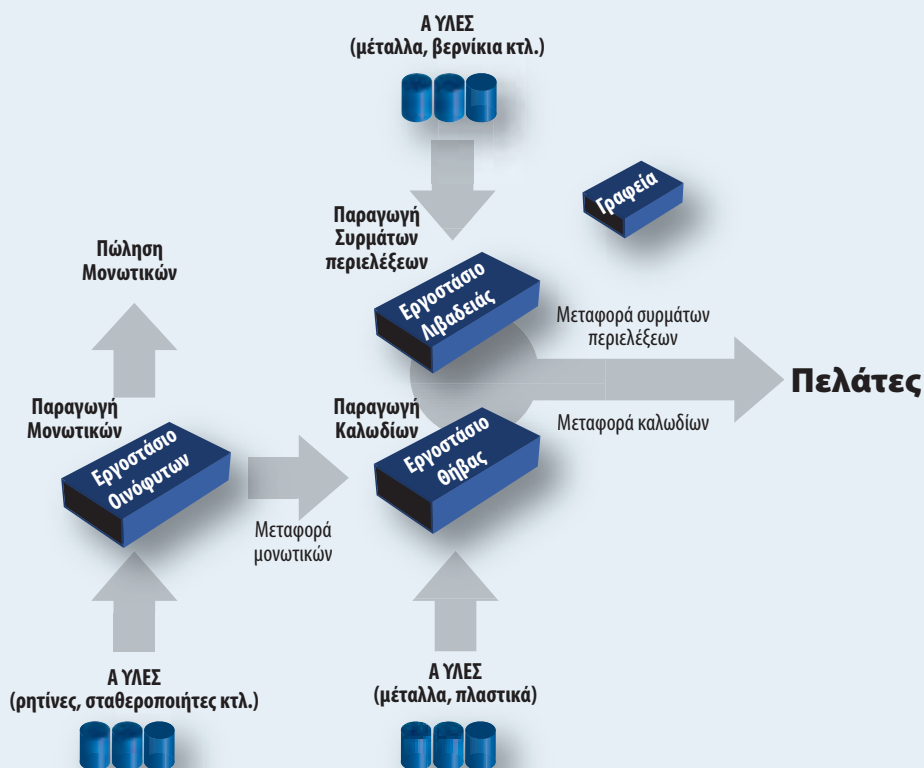 Α ΥΛΕΣ
(μέταλλα, βερνίκια κτλ.)
Γραφεία
Παραγωγή
Συρμάτων
περιελέξεων
Πώληση
Μονωτικών
Εργοστάσιο
Λιβαδειάς
Μεταφορά συρμάτων
περιελέξεων
Πελάτες
Παραγωγή
Μονωτικών
Παραγωγή
Καλωδίων
Μεταφορά καλωδίων
Εργοστάσιο
Οινόφυτων
Εργοστάσιο
Θήβας
Μεταφορά
μονωτικών
Α ΥΛΕΣ
(ρητίνες, σταθεροποιήτες κτλ.)
Α ΥΛΕΣ
(μέταλλα, πλαστικά)